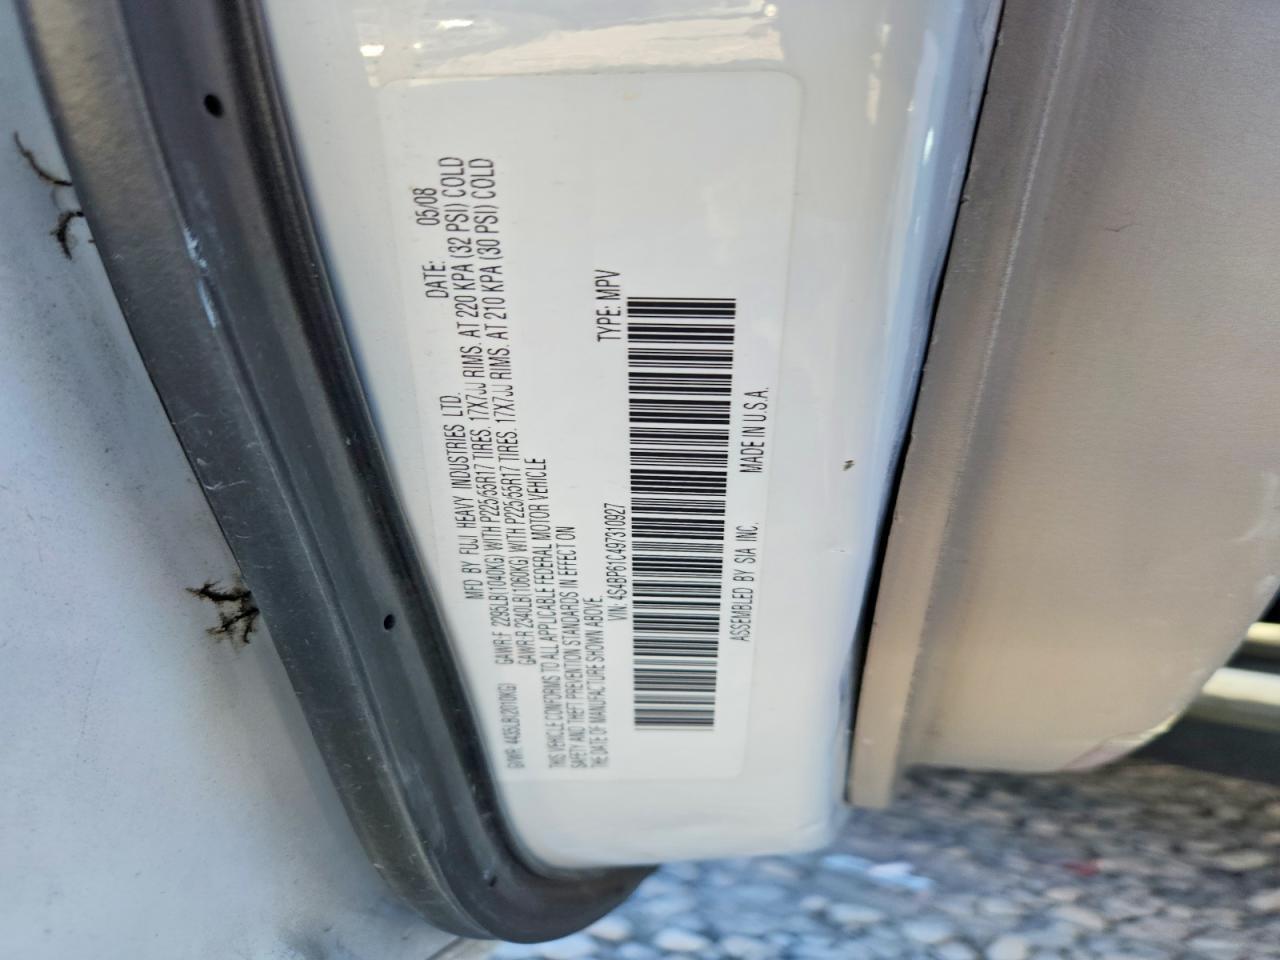 MFD BY FUJI HEAVY INDUSTRIES LTD. DATE: 05/08
GVWR: 4435LB(2010KG) GAWR:F 2295LB(1040KG) WITH P225/55R17 TIRES. 17X7JJ RIMS. AT 220 KPA (32 PSI) COLD
GAWR:R 2340LB(1060KG) WITH P225/55R17 TIRES. 17X7JJ RIMS. AT 210 KPA (30 PSI) COLD
THIS VEHICLE CONFORMS TO ALL APPLICABLE FEDERAL MOTOR VEHICLE
SAFETY AND THEFT PREVENTION STANDARDS IN EFFECT ON
THE DATE OF MANUFACTURE SHOWN ABOVE.
VIN: 4S4BP61C497310927 TYPE: MPV
ASSEMBLED BY SIA INC. MADE IN U.S.A.